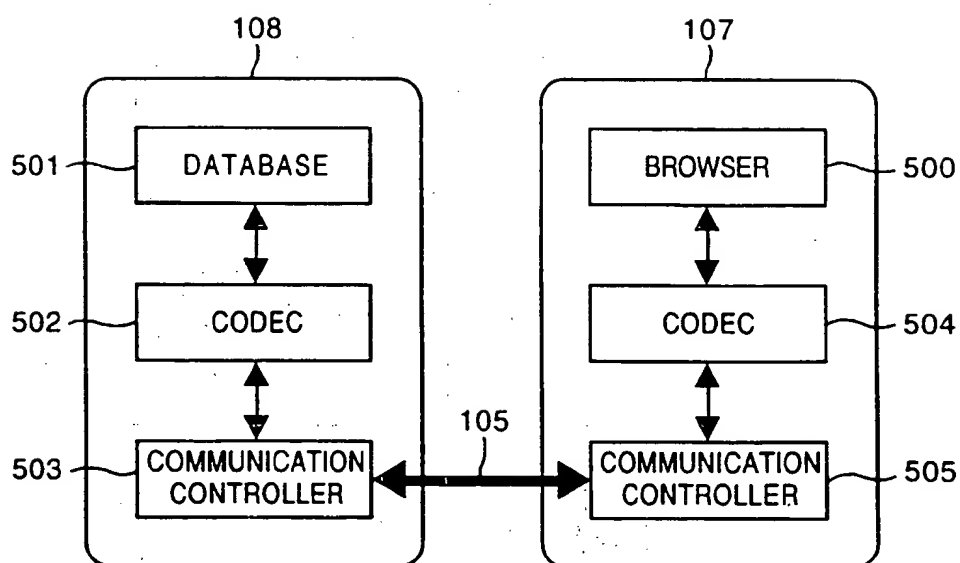 108
107
501
DATABASE
BROWSER
500
502
CODEC
CODEC
504
105
503
COMMUNICATION
CONTROLLER
COMMUNICATION
CONTROLLER
505